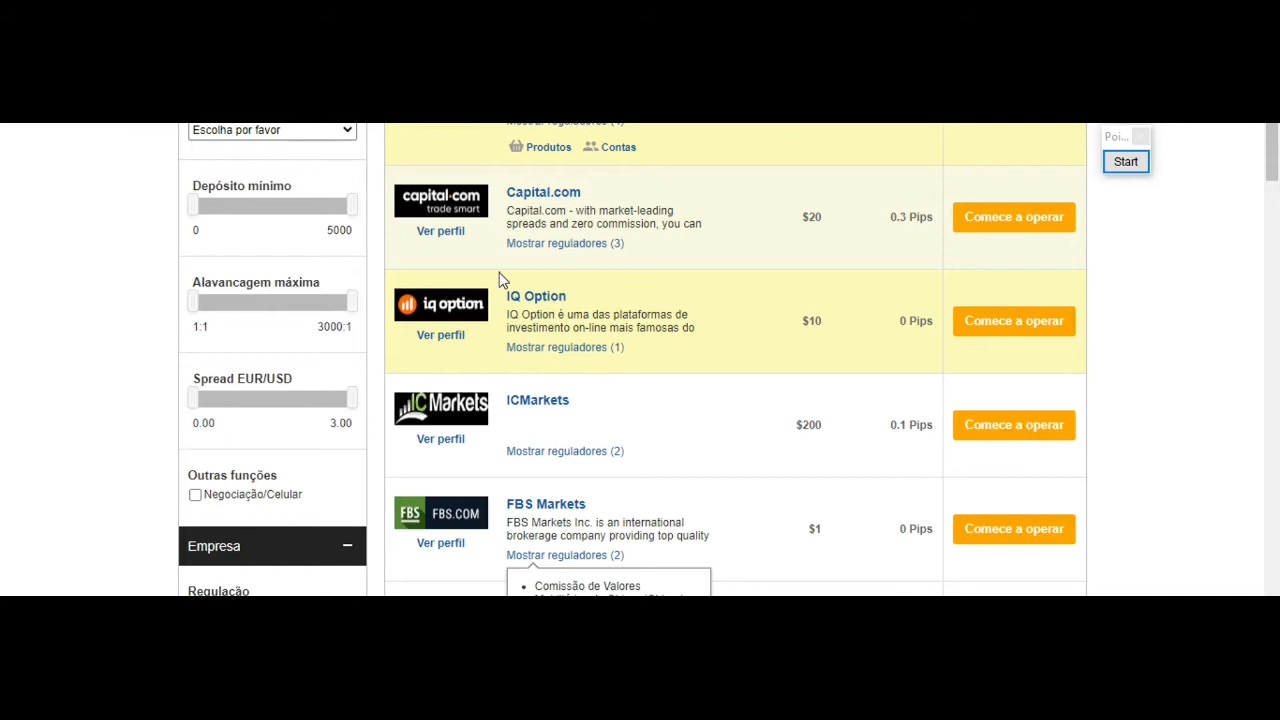 Escolha por favor
Depósito mínimo
0 5000
Alavancagem máxima
1:1 3000:1
Spread EUR/USD
0.00 3.00
Outras funções
Negociação/Celular
Empresa
Regulação
Mostrar reguladores
Produtos Contas
capital.com
trade smart
Ver perfil
Capital.com
Capital.com - with market-leading
spreads and zero commission, you can
Mostrar reguladores (3)
$20
0.3 Pips
Comece a operar
iq option
Ver perfil
IQ Option
IQ Option é uma das plataformas de
investimento on-line mais famosas do
Mostrar reguladores (1)
$10
0 Pips
Comece a operar
IC Markets
Ver perfil
ICMarkets
Mostrar reguladores (2)
$200
0.1 Pips
Comece a operar
FBS FBS.COM
Ver perfil
FBS Markets
FBS Markets Inc. is an international
brokerage company providing top quality
Mostrar reguladores (2)
$1
0 Pips
Comece a operar
Comissão de Valores
Poi...
Start